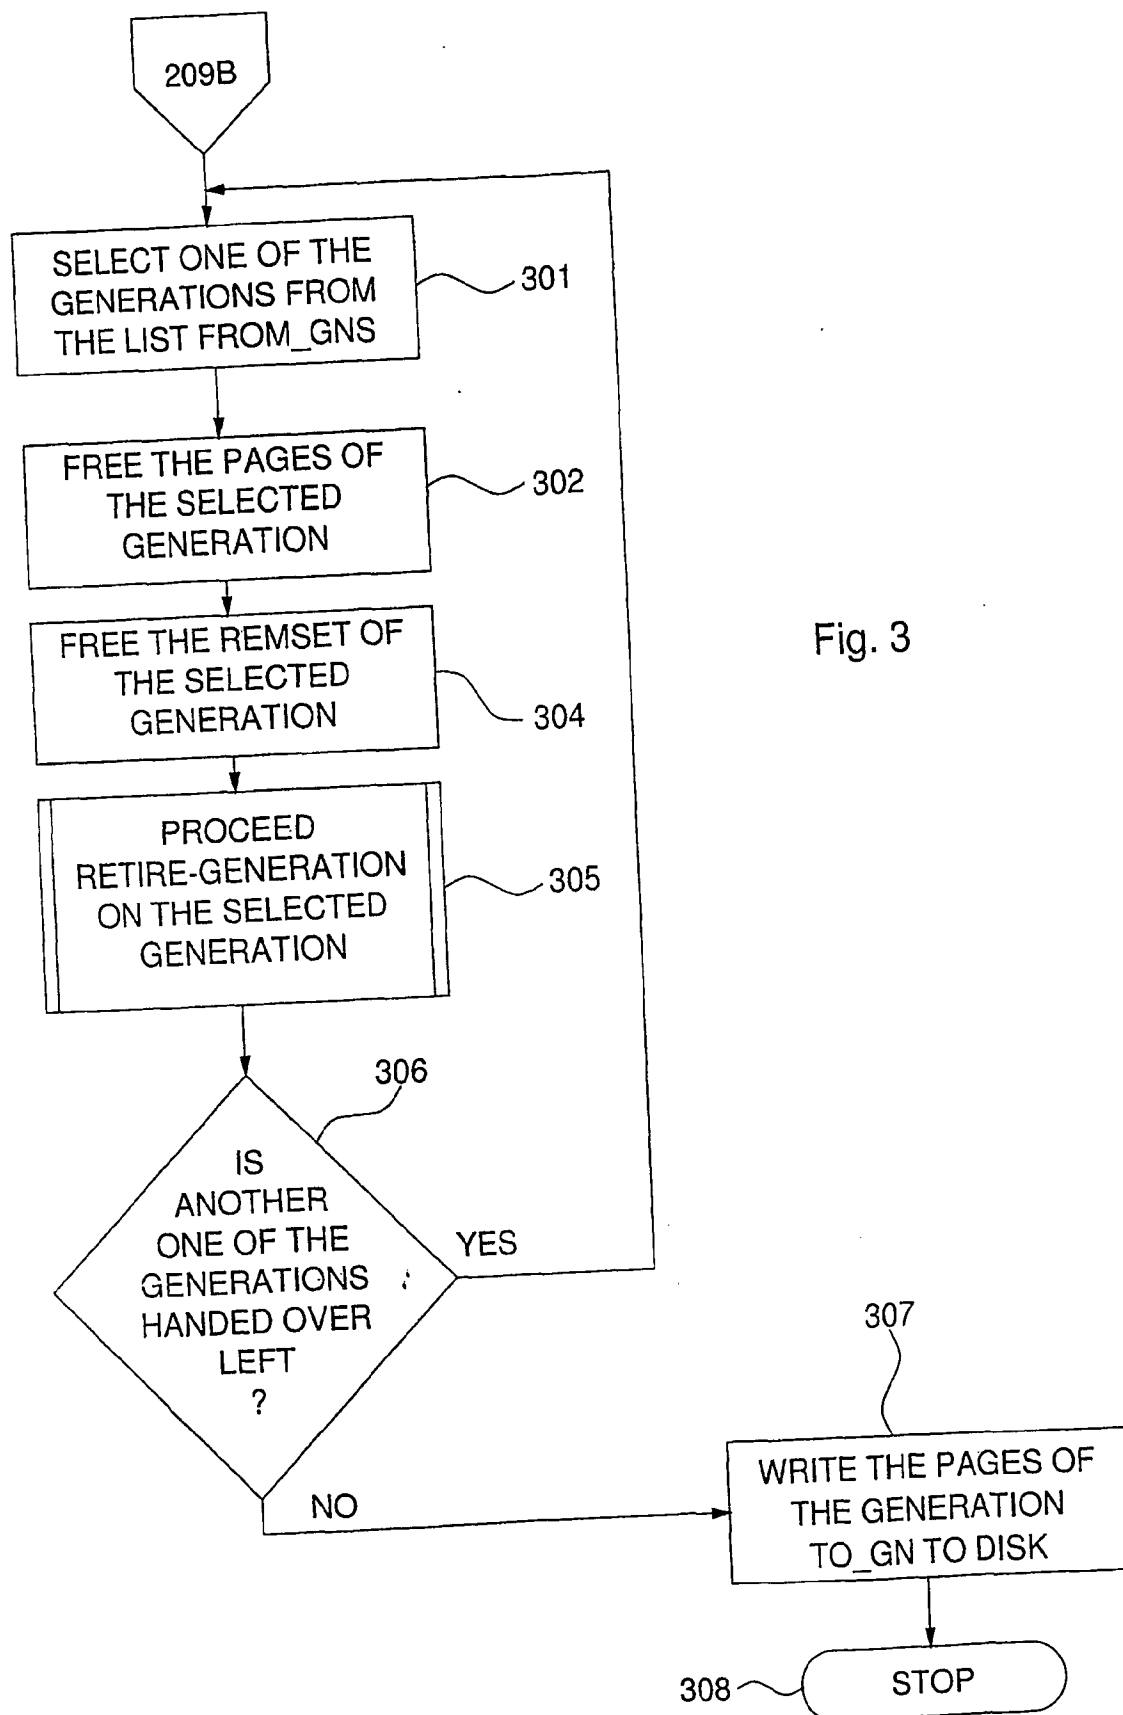 209B
SELECT ONE OF THE
GENERATIONS FROM
THE LIST FROM_GNS
301
FREE THE PAGES OF
THE SELECTED
GENERATION
302
FREE THE REMSET OF
THE SELECTED
GENERATION
304
Fig. 3
PROCEED
RETIRE-GENERATION
ON THE SELECTED
GENERATION
305
306
IS
ANOTHER
ONE OF THE
GENERATIONS
HANDED OVER
LEFT
?
YES
NO
307
WRITE THE PAGES OF
THE GENERATION
TO_GN TO DISK
308
STOP